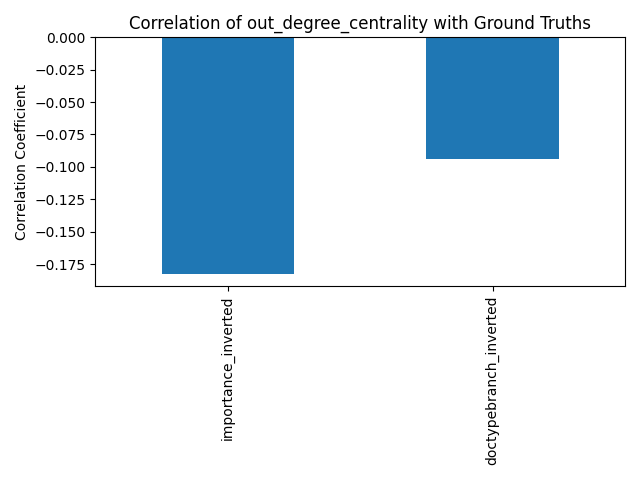 Correlation of out_degree_centrality with Ground Truths
Correlation Coefficient
0.000
−0.025
−0.050
−0.075
−0.100
−0.125
−0.150
−0.175
importance_inverted
doctypebranch_inverted